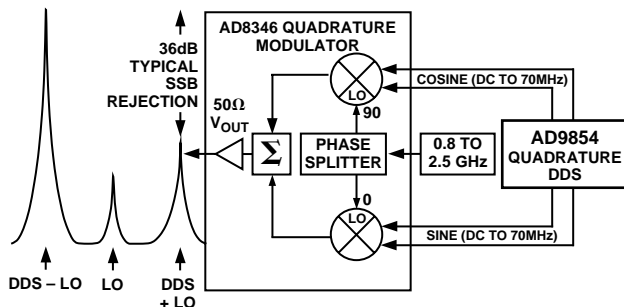 36dB
TYPICAL
SSB
REJECTION
AD8346 QUADRATURE
MODULATOR
LO
90
COSINE (DC TO 70MHz)
50Ω
VOUT
Σ
PHASE
SPLITTER
0.8 TO
2.5 GHz
AD9854
QUADRATURE
DDS
0
LO
SINE (DC TO 70MHz)
DDS – LO
LO
DDS
+ LO